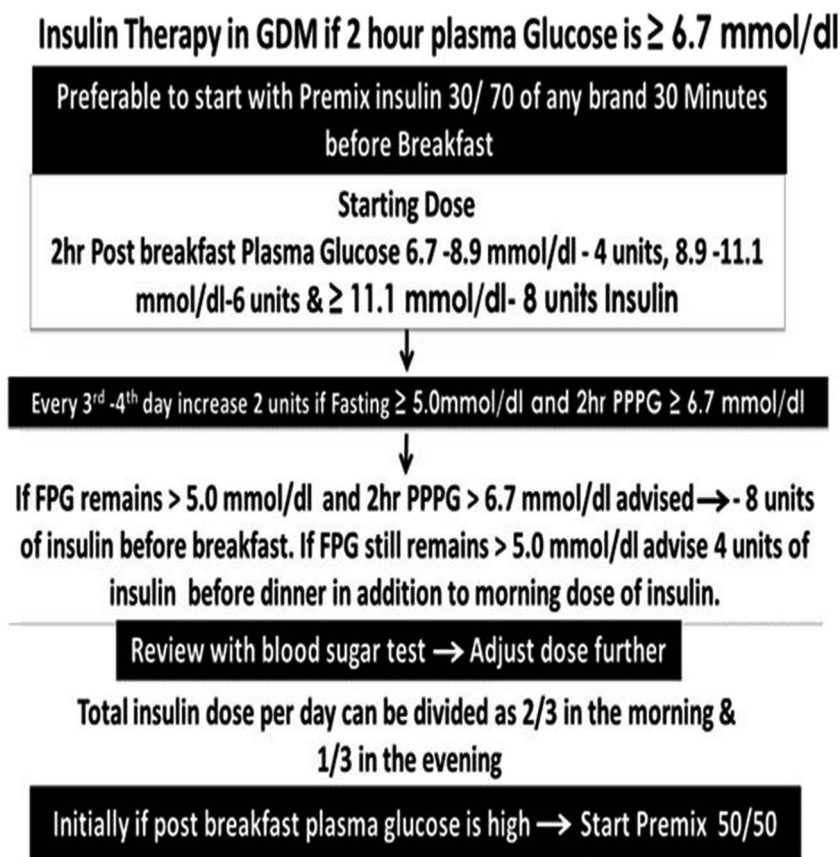 Insulin Therapy in GDM if 2 hour plasma Glucose is ≥ 6.7 mmol/dl
Preferable to start with Premix insulin 30/ 70 of any brand 30 Minutes
before Breakfast
Starting Dose
2hr Post breakfast Plasma Glucose 6.7 -8.9 mmol/dl - 4 units, 8.9 -11.1
mmol/dl-6 units & ≥ 11.1 mmol/dl- 8 units Insulin
Every 3rd -4th day increase 2 units if Fasting ≥ 5.0mmol/dl and 2hr PPPG ≥ 6.7 mmol/dl
If FPG remains > 5.0 mmol/dl and 2hr PPPG > 6.7 mmol/dl advised → - 8 units
of insulin before breakfast. If FPG still remains > 5.0 mmol/dl advise 4 units of
insulin before dinner in addition to morning dose of insulin.
Review with blood sugar test → Adjust dose further
Total insulin dose per day can be divided as 2/3 in the morning &
1/3 in the evening
Initially if post breakfast plasma glucose is high → Start Premix 50/50